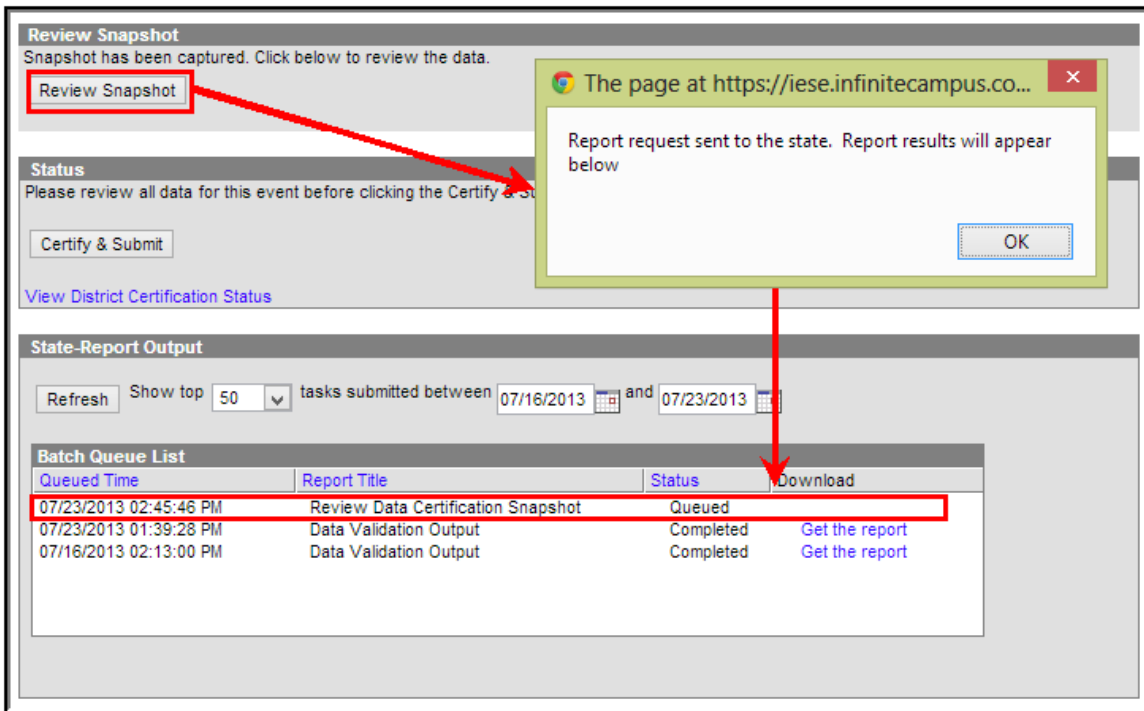 Review Snapshot
Snapshot has been captured. Click below to review the data.
Review Snapshot
The page at https://iese.infinitecampus.co...
Report request sent to the state. Report results will appear
below
OK
Status
Please review all data for this event before clicking the Certify &
Certify & Submit
View District Certification Status
State-Report Output
Refresh Show top 50 tasks submitted between 07/16/2013 and 07/23/2013
Batch Queue List
Queued Time Report Title Status Download
07/23/2013 02:45:46 PM Review Data Certification Snapshot Queued
07/23/2013 01:39:28 PM Data Validation Output Completed Get the report
07/16/2013 02:13:00 PM Data Validation Output Completed Get the report